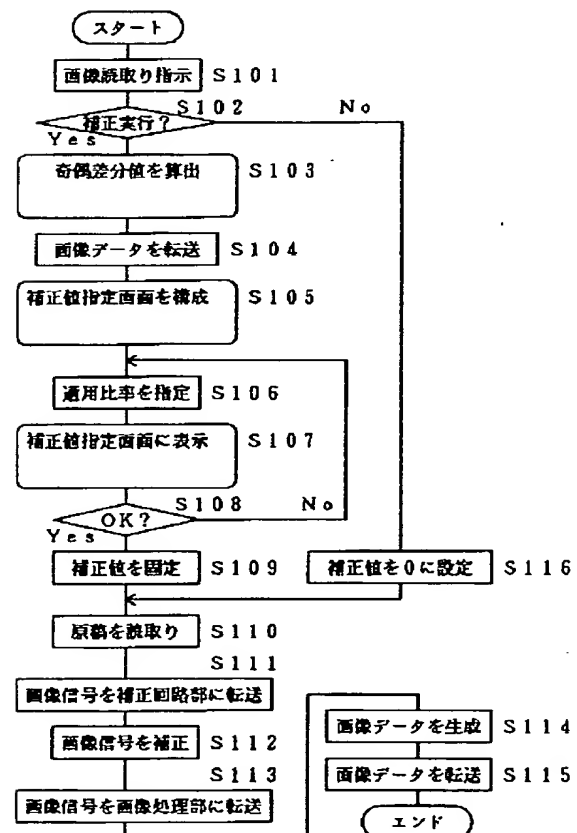 スタート
画像読取り指示 S101
S102
補正実行？ No
Yes
奇偶差分値を算出 S103
画像データを転送 S104
補正値指定画面を構成 S105
適用比率を指定 S106
補正値指定画面に表示 S107
S108 No
OK？
Yes
補正値を固定 S109
補正値を0に設定 S116
原稿を読取り S110
S111
画像信号を補正回路部に転送
画像信号を補正 S112
S113
画像信号を画像処理部に転送
画像データを生成 S114
画像データを転送 S115
エンド